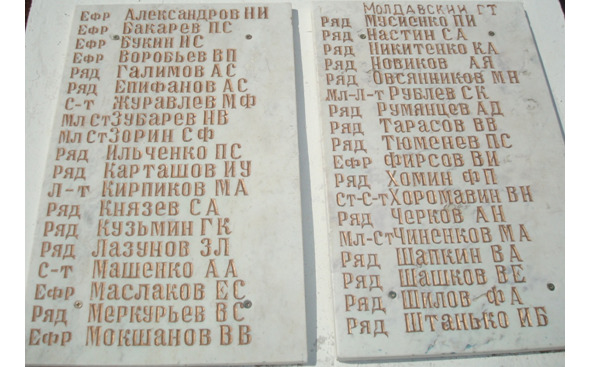 Ефр Александров НИ
Ефр Бакарев ПС
Ефр Букин ИС
Ефр Воробьев ВП
Ряд Галимов АС
Ряд Епифанов АС
С-т Журавлев МФ
Мл Ст Зубарев НВ
Мл Ст Зорин СФ
Ряд Ильченко ПС
Ряд Карташов ИУ
Л-т Кирпиков МА
Ряд Князев СА
Ряд Кузьмин ГК
Ряд Лазунов ЗЛ
С-т Машенко АА
Ефр Маслаков ЕС
Ряд Меркурьев ВС
Ефр Мокшанов ВВ
Молдавский СТ
Ряд Мусиенко ПИ
Ряд Настин СА
Ряд Никитенко КА
Ряд Новиков АЯ
Ряд Овсянников МН
Мл-Л-т Рублев СК
Ряд Румянцев АД
Ряд Тарасов ВВ
Ряд Тюменев ПС
Ефр Фирсов ВИ
Ряд Хомин ФП
Ст-С-т Хоромавин ВН
Ряд Черков АН
Мл-Ст Чиненков МА
Ряд Шапкин ВА
Ряд Шашков ВЕ
Ряд Шилов ФА
Ряд Штанько ИБ